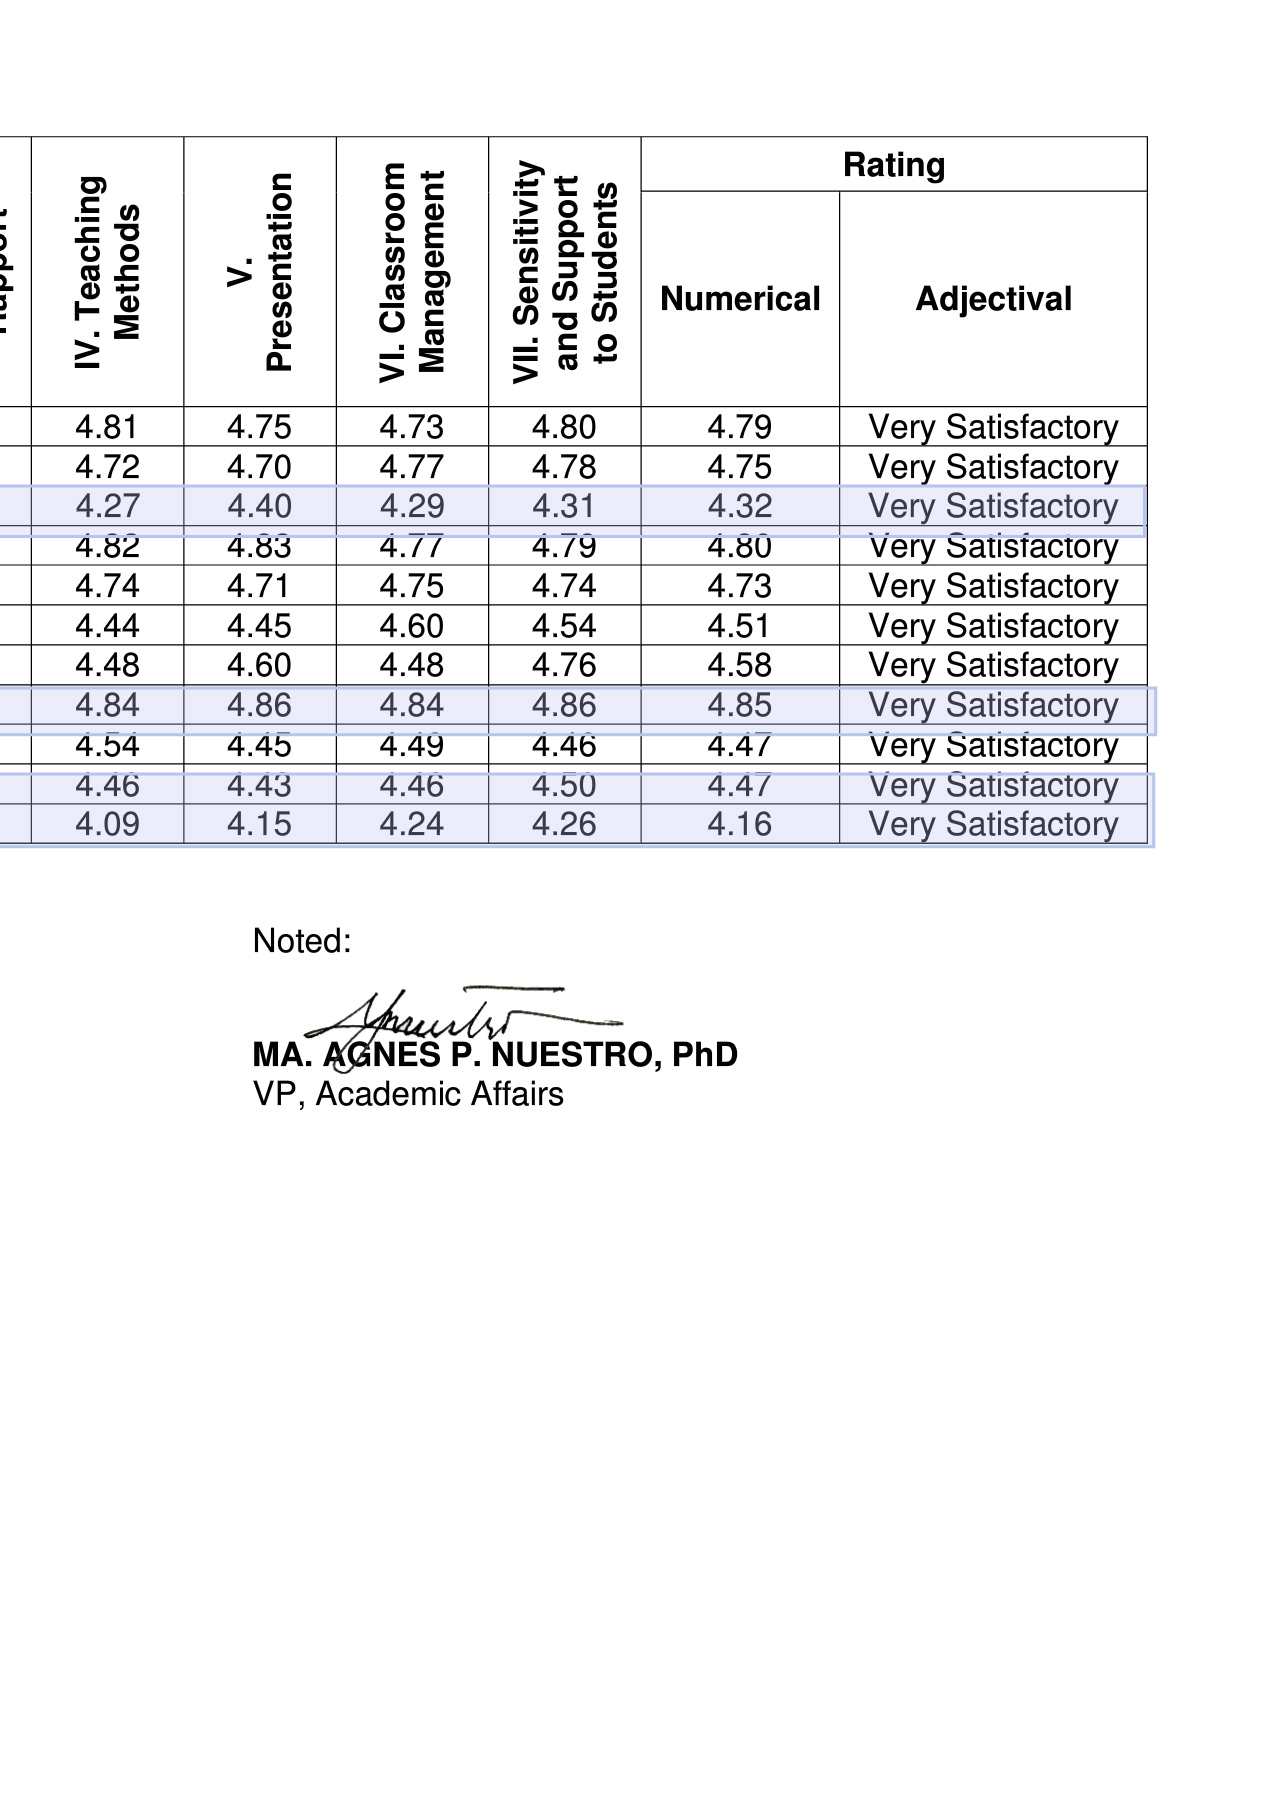 Rapport
IV. Teaching
Methods
V.
Presentation
VI. Classroom
Management
VII. Sensitivity
and Support
to Students
Rating
Numerical
Adjectival
4.81 4.75 4.73 4.80 4.79 Very Satisfactory
4.72 4.70 4.77 4.78 4.75 Very Satisfactory
4.27 4.40 4.29 4.31 4.32 Very Satisfactory
4.82 4.83 4.77 4.79 4.80 Very Satisfactory
4.74 4.71 4.75 4.74 4.73 Very Satisfactory
4.44 4.45 4.60 4.54 4.51 Very Satisfactory
4.48 4.60 4.48 4.76 4.58 Very Satisfactory
4.84 4.86 4.84 4.86 4.85 Very Satisfactory
4.54 4.45 4.49 4.46 4.47 Very Satisfactory
4.46 4.43 4.46 4.50 4.47 Very Satisfactory
4.09 4.15 4.24 4.26 4.16 Very Satisfactory
Noted:
MA. AGNES P. NUESTRO, PhD
VP, Academic Affairs